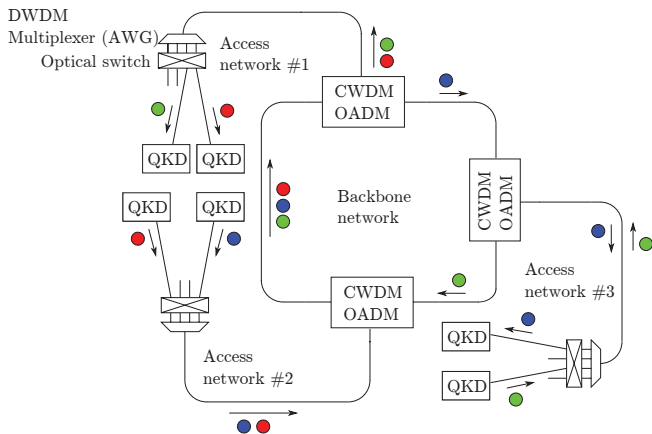 DWDM
Multiplexer (AWG)
Optical switch
Access
network #1
CWDM
OADM
QKD
QKD
QKD
QKD
Backbone
network
CWDM
OADM
Access
network #3
CWDM
OADM
QKD
QKD
Access
network #2